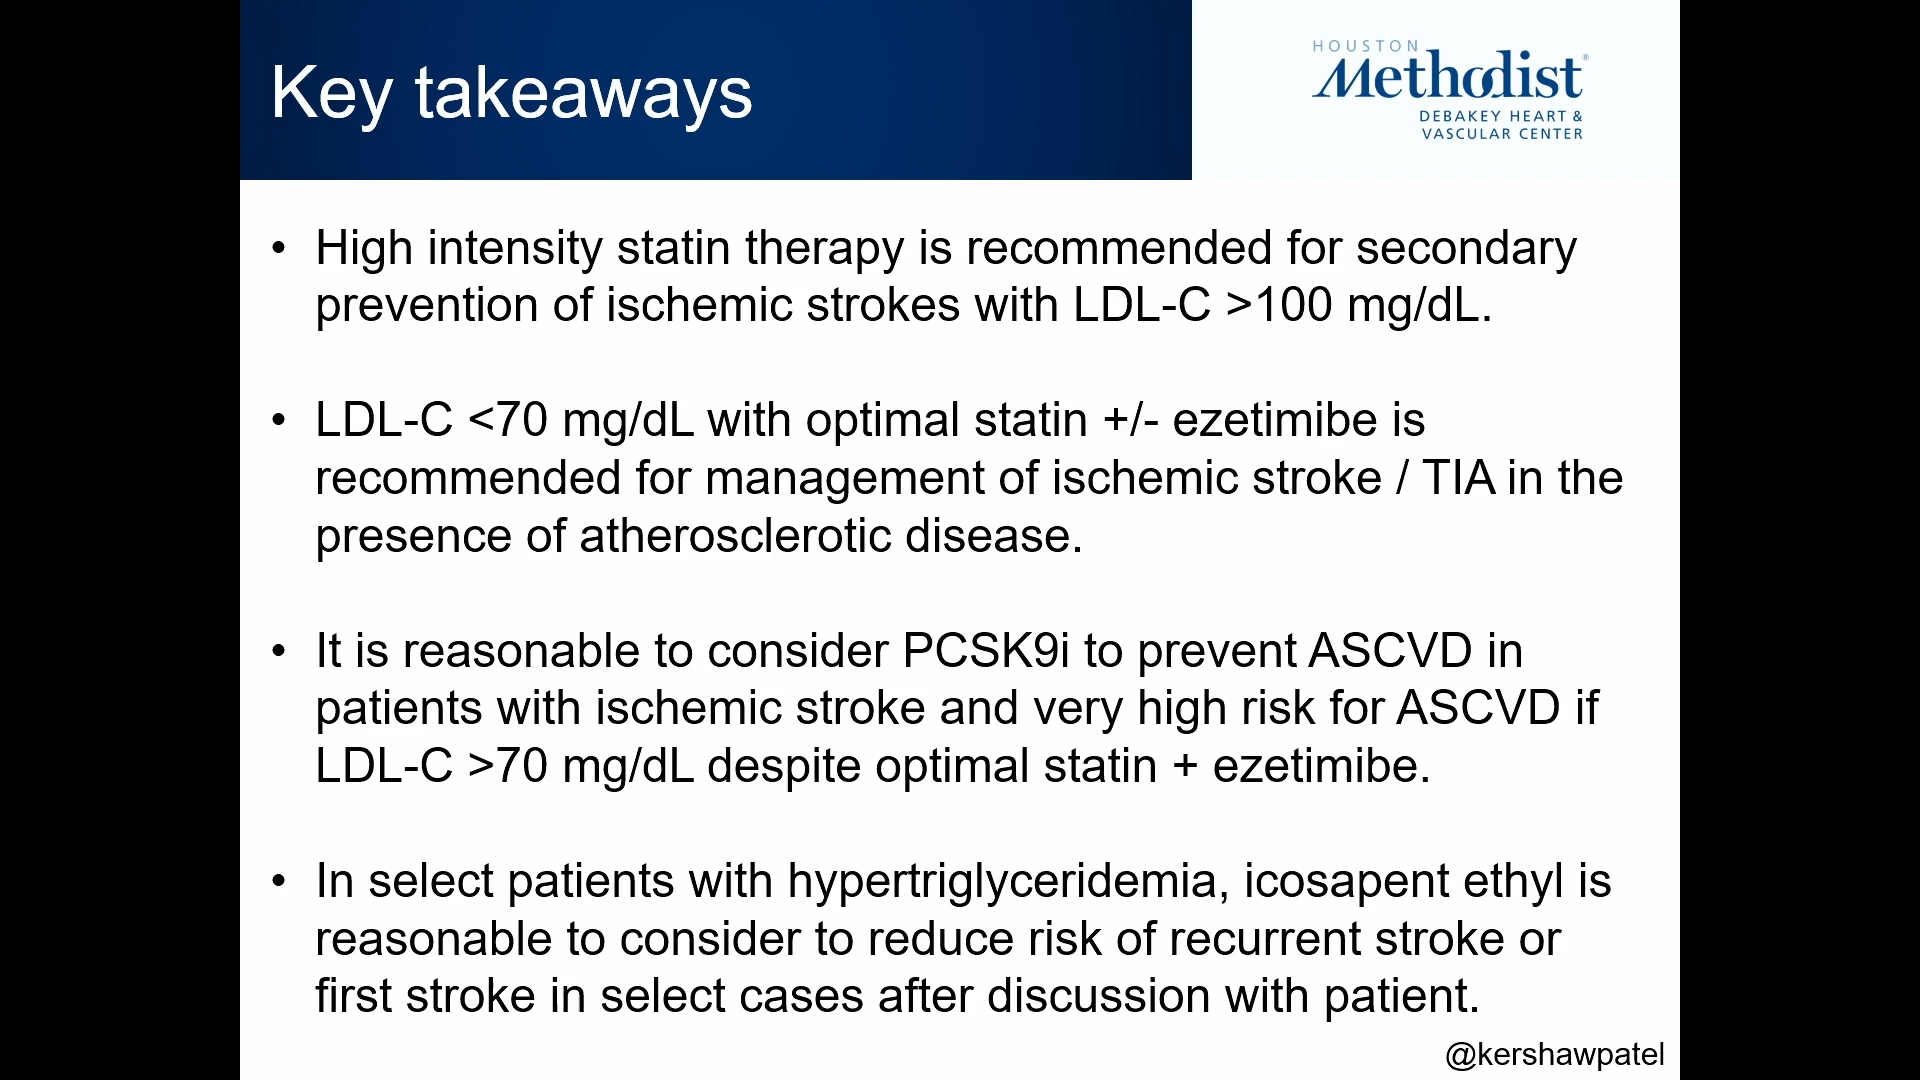 Key takeaways
HOUSTON
Methodist®
DEBAKEY HEART &
VASCULAR CENTER
• High intensity statin therapy is recommended for secondary
prevention of ischemic strokes with LDL-C >100 mg/dL.
• LDL-C <70 mg/dL with optimal statin +/- ezetimibe is
recommended for management of ischemic stroke / TIA in the
presence of atherosclerotic disease.
• It is reasonable to consider PCSK9i to prevent ASCVD in
patients with ischemic stroke and very high risk for ASCVD if
LDL-C >70 mg/dL despite optimal statin + ezetimibe.
• In select patients with hypertriglyceridemia, icosapent ethyl is
reasonable to consider to reduce risk of recurrent stroke or
first stroke in select cases after discussion with patient.
@kershawpatel